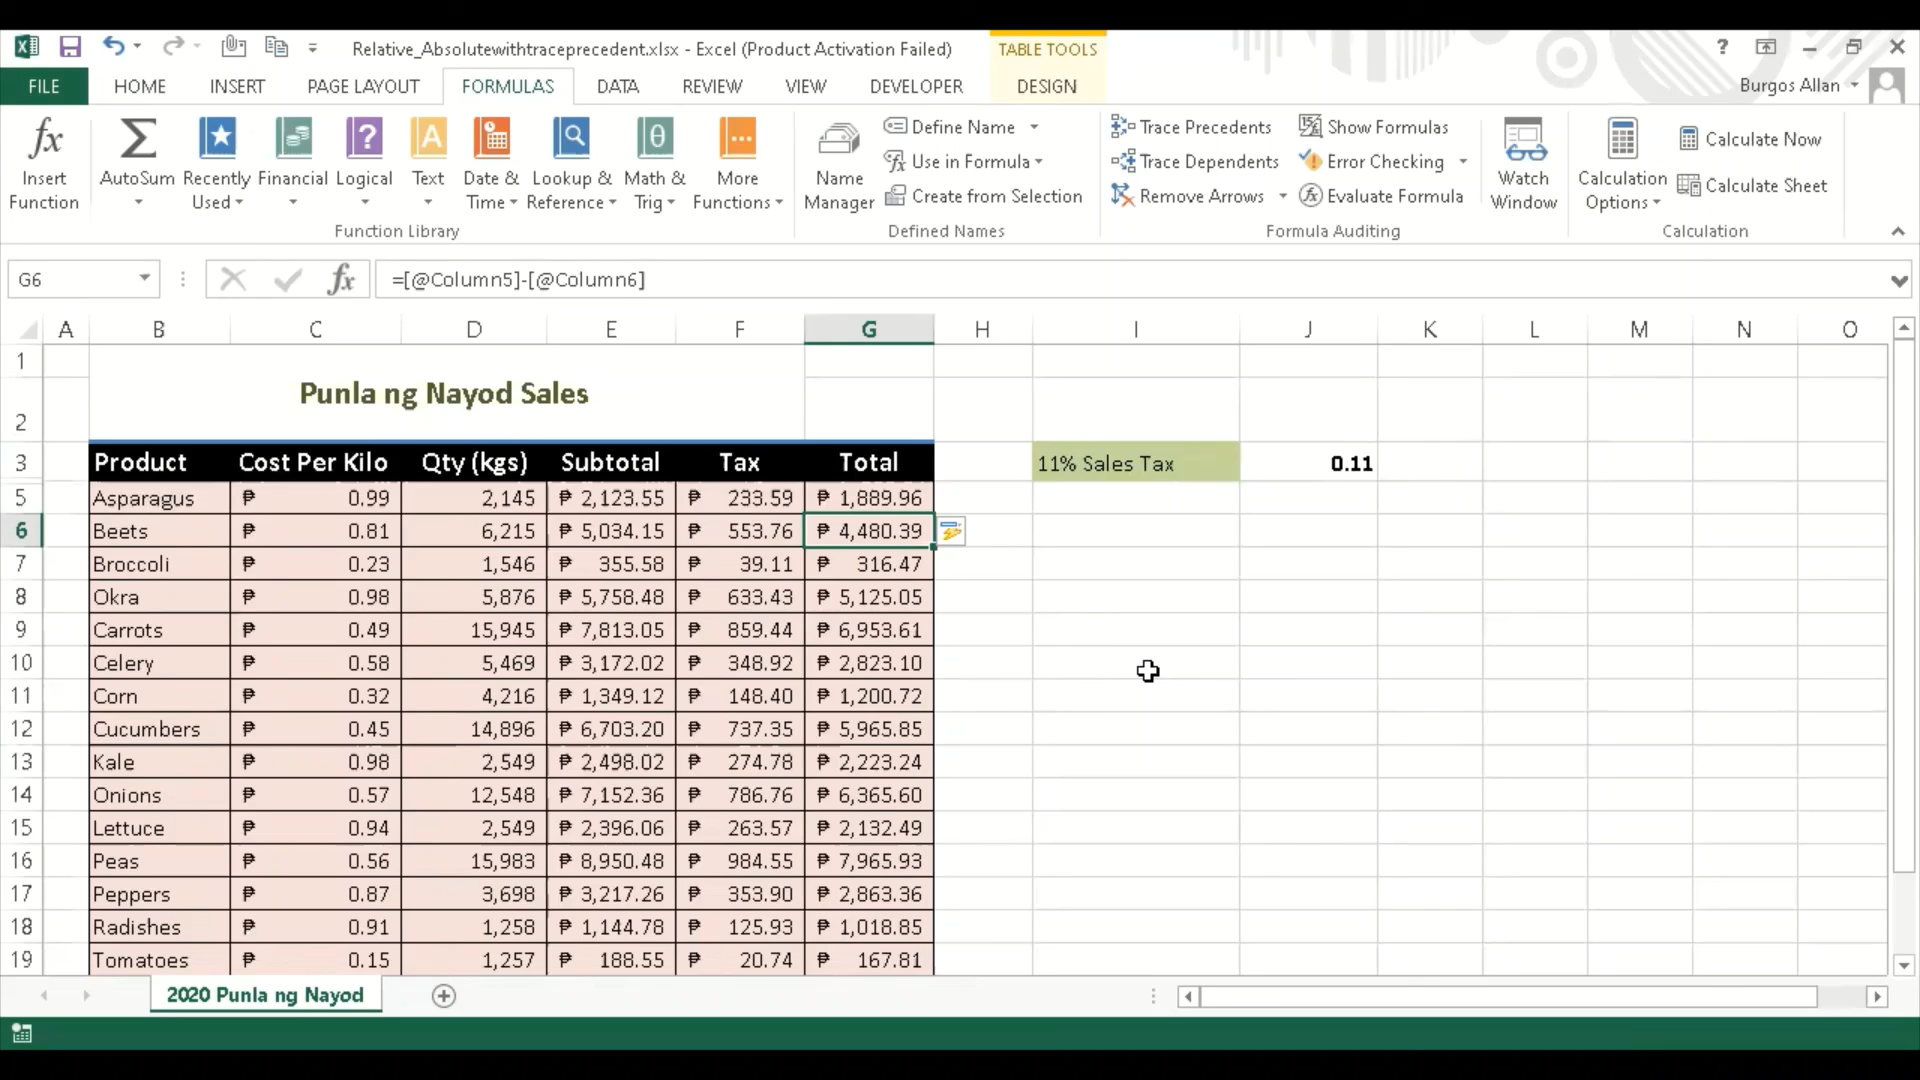 Relative_Absolutewithtraceprecedent.xlsx - Excel (Product Activation Failed)
TABLE TOOLS
?
FILE HOME INSERT PAGE LAYOUT FORMULAS DATA REVIEW VIEW DEVELOPER DESIGN Burgos Allan
Insert Function
AutoSum
Recently Used
Financial
Logical
Text
Date & Time
Lookup & Reference
Math & Trig
More Functions
Function Library
Name Manager
Define Name
Use in Formula
Create from Selection
Defined Names
Trace Precedents
Trace Dependents
Remove Arrows
Show Formulas
Error Checking
Evaluate Formula
Formula Auditing
Watch Window
Calculation Options
Calculate Now
Calculate Sheet
Calculation
G6 fx =[@Column5]-[@Column6]
A B C D E F G H I J K L M N O
1
Punla ng Nayod Sales
2
3 Product Cost Per Kilo Qty (kgs) Subtotal Tax Total 11% Sales Tax 0.11
5 Asparagus ₱ 0.99 2,145 ₱ 2,123.55 ₱ 233.59 ₱ 1,889.96
6 Beets ₱ 0.81 6,215 ₱ 5,034.15 ₱ 553.76 ₱ 4,480.39
7 Broccoli ₱ 0.23 1,546 ₱ 355.58 ₱ 39.11 ₱ 316.47
8 Okra ₱ 0.98 5,876 ₱ 5,758.48 ₱ 633.43 ₱ 5,125.05
9 Carrots ₱ 0.49 15,945 ₱ 7,813.05 ₱ 859.44 ₱ 6,953.61
10 Celery ₱ 0.58 5,469 ₱ 3,172.02 ₱ 348.92 ₱ 2,823.10
11 Corn ₱ 0.32 4,216 ₱ 1,349.12 ₱ 148.40 ₱ 1,200.72
12 Cucumbers ₱ 0.45 14,896 ₱ 6,703.20 ₱ 737.35 ₱ 5,965.85
13 Kale ₱ 0.98 2,549 ₱ 2,498.02 ₱ 274.78 ₱ 2,223.24
14 Onions ₱ 0.57 12,548 ₱ 7,152.36 ₱ 786.76 ₱ 6,365.60
15 Lettuce ₱ 0.94 2,549 ₱ 2,396.06 ₱ 263.57 ₱ 2,132.49
16 Peas ₱ 0.56 15,983 ₱ 8,950.48 ₱ 984.55 ₱ 7,965.93
17 Peppers ₱ 0.87 3,698 ₱ 3,217.26 ₱ 353.90 ₱ 2,863.36
18 Radishes ₱ 0.91 1,258 ₱ 1,144.78 ₱ 125.93 ₱ 1,018.85
19 Tomatoes ₱ 0.15 1,257 ₱ 188.55 ₱ 20.74 ₱ 167.81
2020 Punla ng Nayod